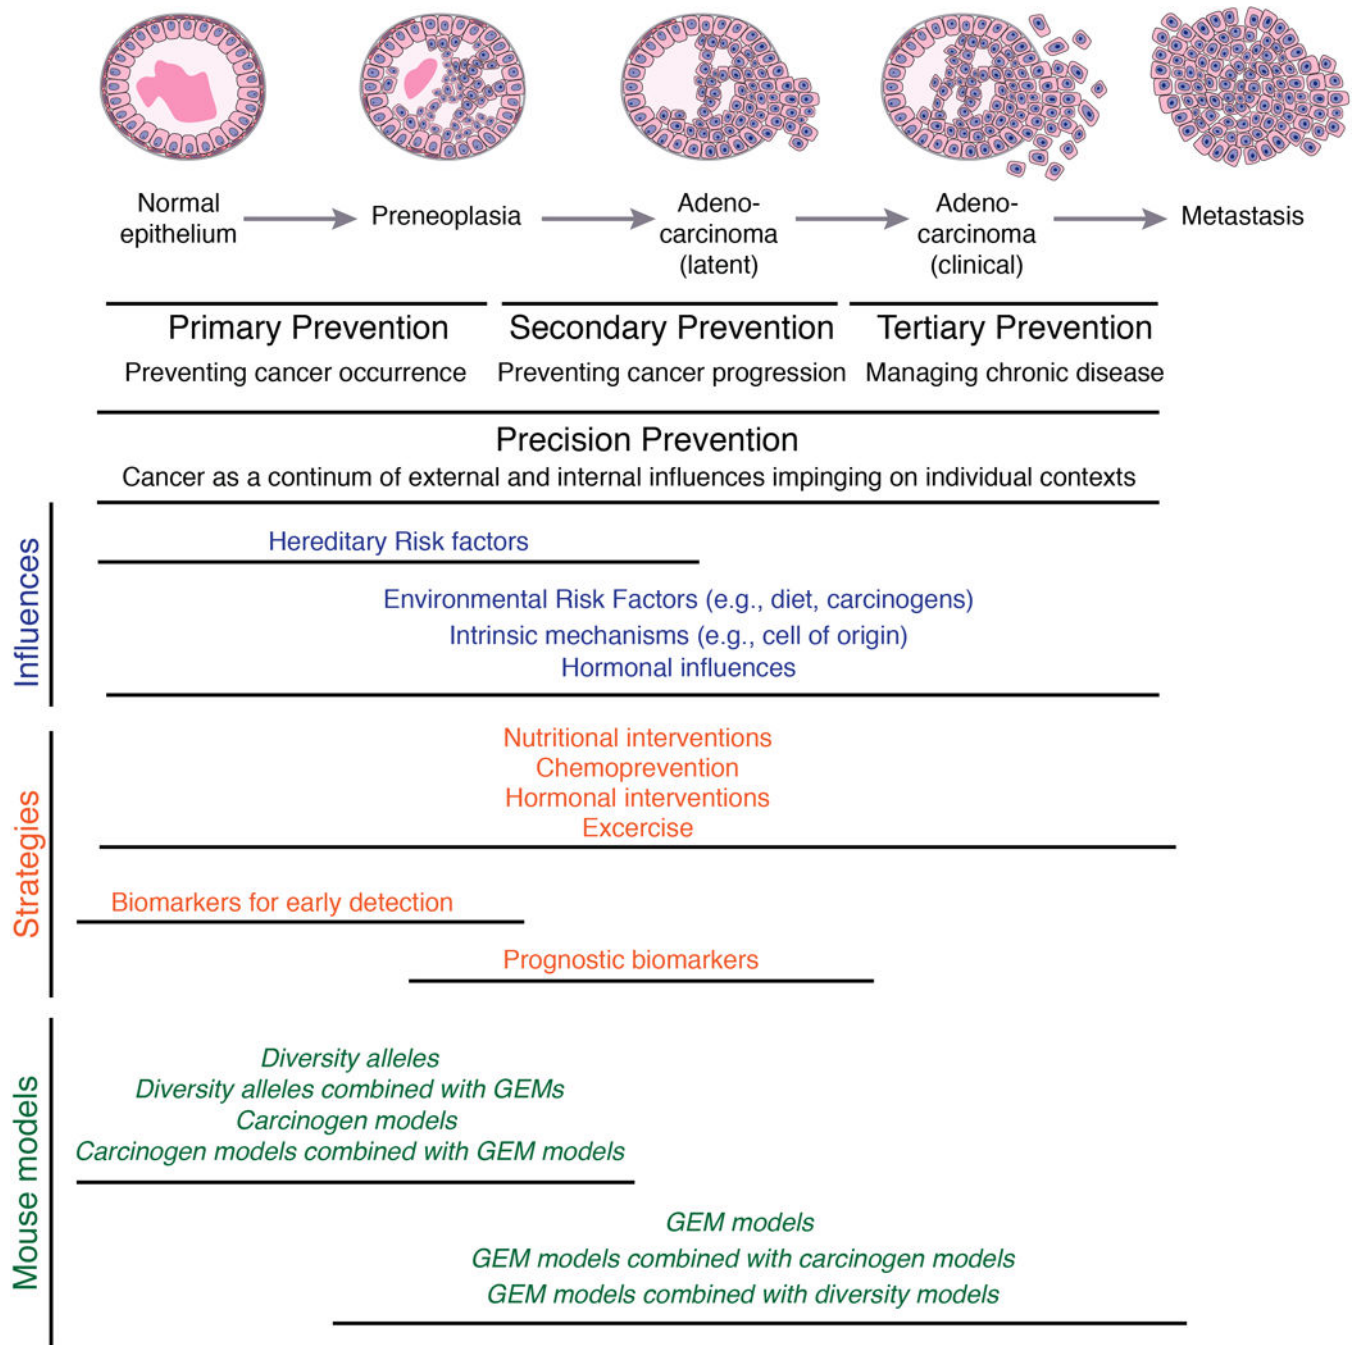 Normal
epithelium
Preneoplasia
Adeno-
carcinoma
(latent)
Adeno-
carcinoma
(clinical)
Metastasis
Primary Prevention
Preventing cancer occurrence
Secondary Prevention
Preventing cancer progression
Tertiary Prevention
Managing chronic disease
Precision Prevention
Cancer as a continum of external and internal influences impinging on individual contexts
Influences
Hereditary Risk factors
Environmental Risk Factors (e.g., diet, carcinogens)
Intrinsic mechanisms (e.g., cell of origin)
Hormonal influences
Strategies
Nutritional interventions
Chemoprevention
Hormonal interventions
Excercise
Biomarkers for early detection
Prognostic biomarkers
Mouse models
Diversity alleles
Diversity alleles combined with GEMs
Carcinogen models
Carcinogen models combined with GEM models
GEM models
GEM models combined with carcinogen models
GEM models combined with diversity models